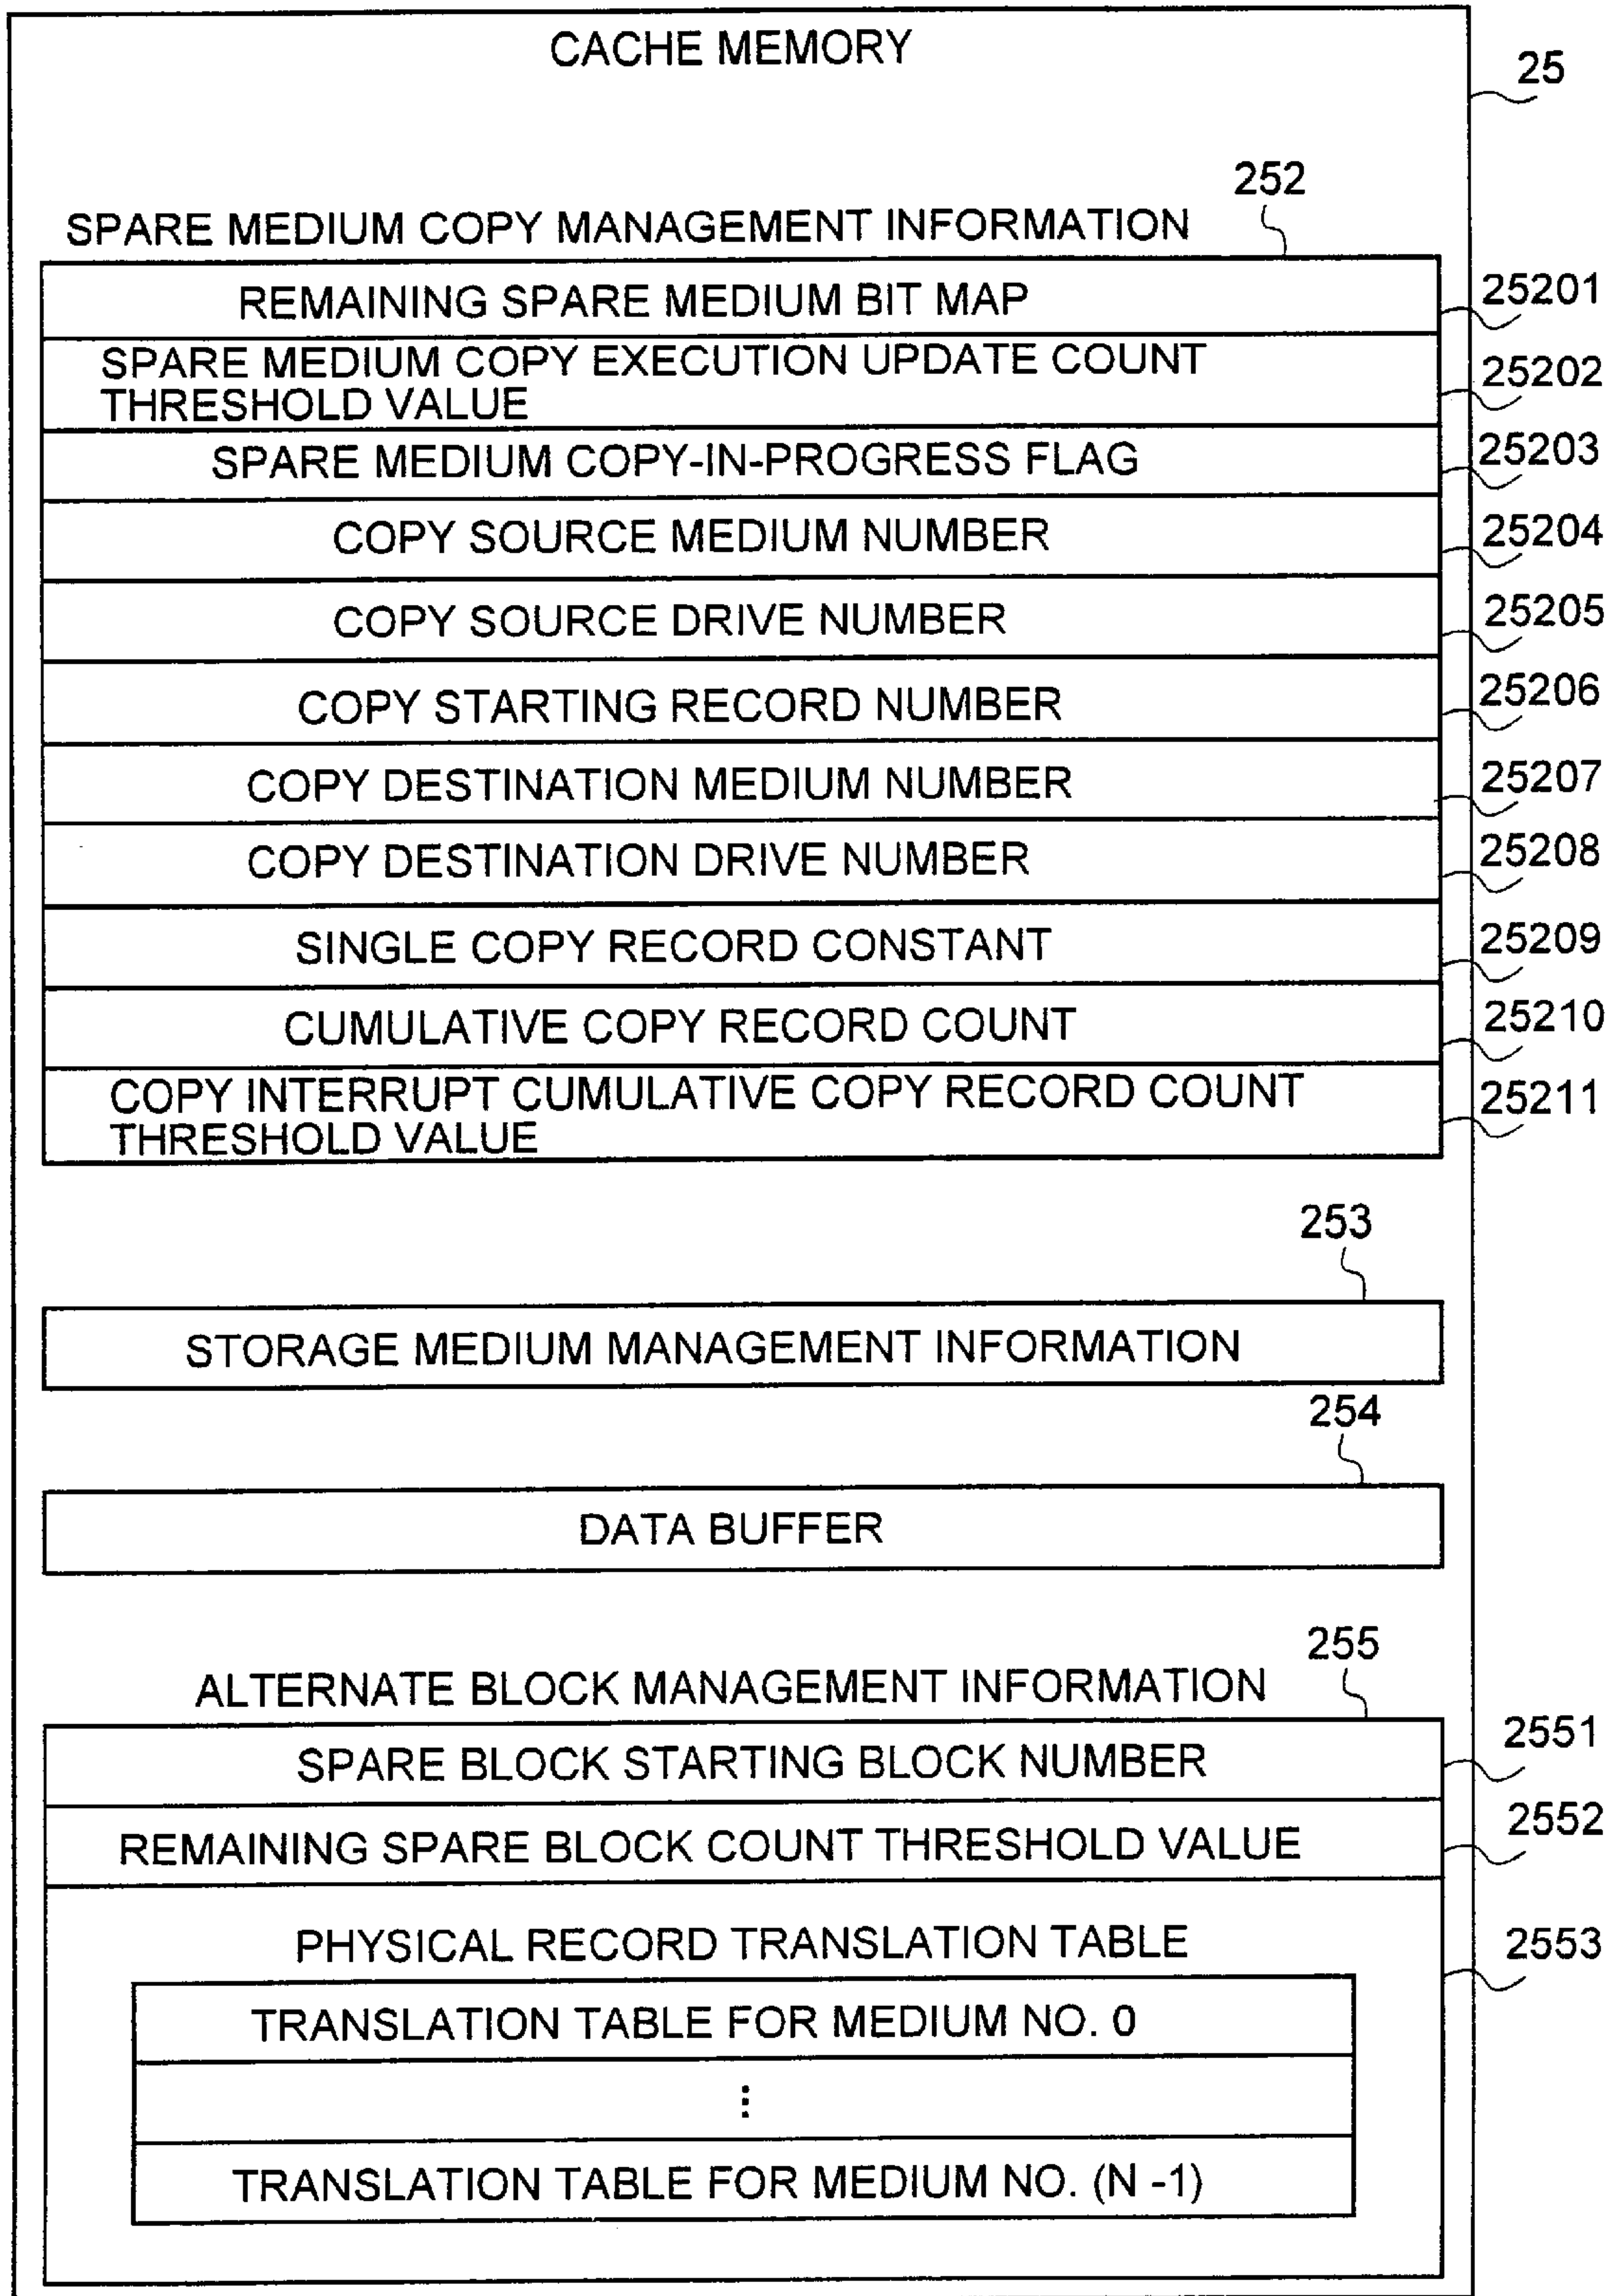 CACHE MEMORY
25
252
SPARE MEDIUM COPY MANAGEMENT INFORMATION
REMAINING SPARE MEDIUM BIT MAP
25201
SPARE MEDIUM COPY EXECUTION UPDATE COUNT
THRESHOLD VALUE
25202
SPARE MEDIUM COPY-IN-PROGRESS FLAG
25203
COPY SOURCE MEDIUM NUMBER
25204
COPY SOURCE DRIVE NUMBER
25205
COPY STARTING RECORD NUMBER
25206
COPY DESTINATION MEDIUM NUMBER
25207
COPY DESTINATION DRIVE NUMBER
25208
SINGLE COPY RECORD CONSTANT
25209
CUMULATIVE COPY RECORD COUNT
25210
COPY INTERRUPT CUMULATIVE COPY RECORD COUNT
THRESHOLD VALUE
25211
253
STORAGE MEDIUM MANAGEMENT INFORMATION
254
DATA BUFFER
255
ALTERNATE BLOCK MANAGEMENT INFORMATION
SPARE BLOCK STARTING BLOCK NUMBER
2551
REMAINING SPARE BLOCK COUNT THRESHOLD VALUE
2552
PHYSICAL RECORD TRANSLATION TABLE
2553
TRANSLATION TABLE FOR MEDIUM NO. 0
⋮
TRANSLATION TABLE FOR MEDIUM NO. (N -1)